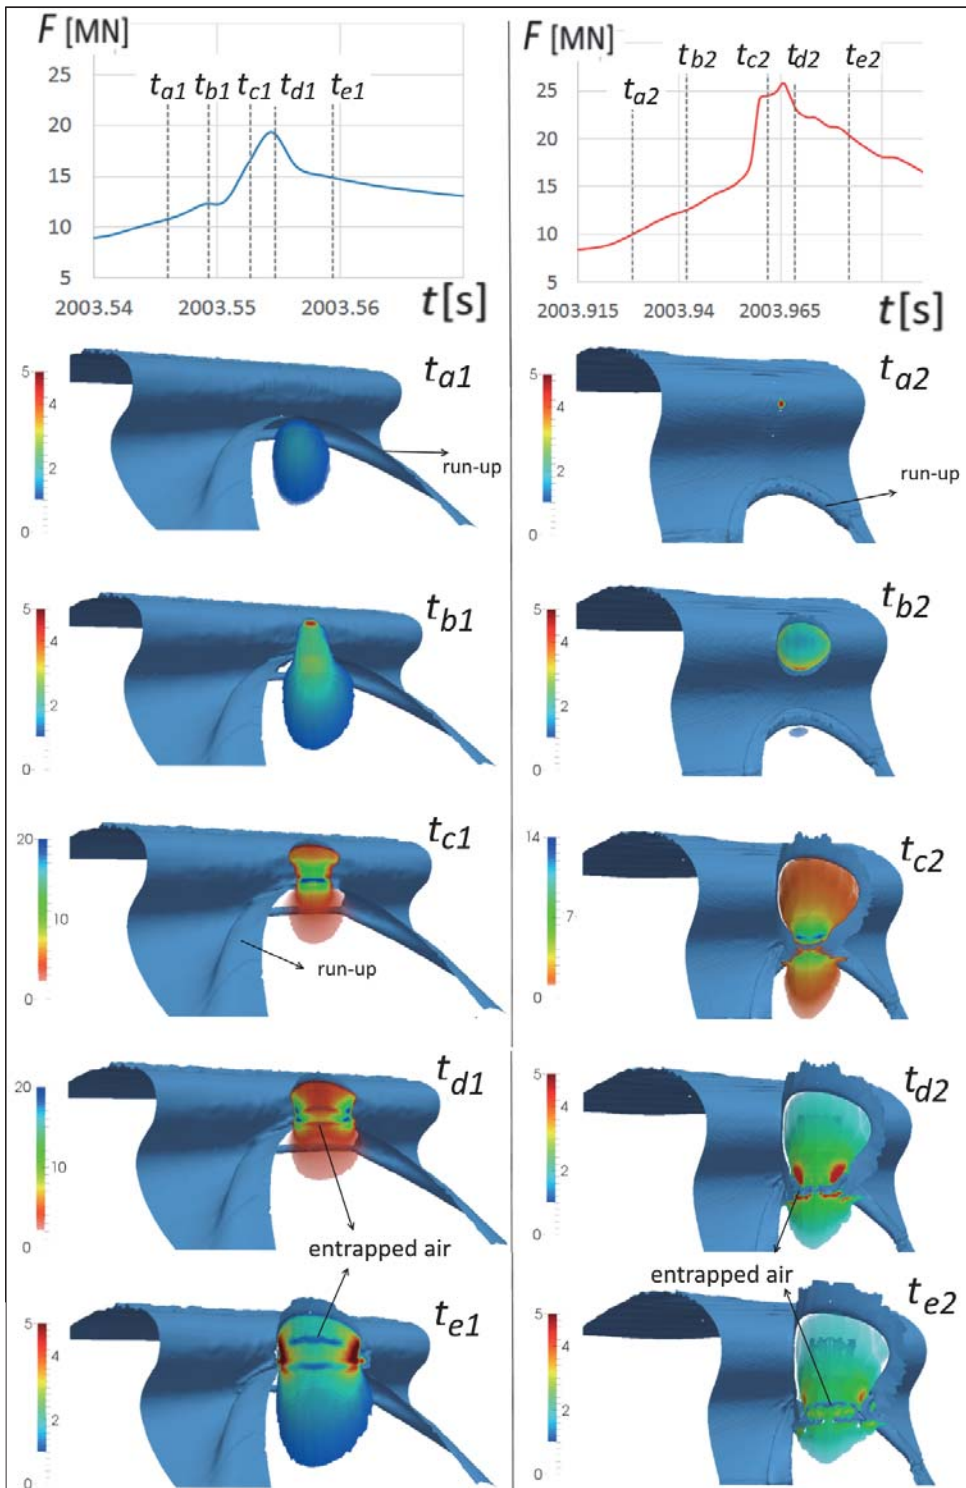 F [MN]
25
20
15
10
5
t_a1 t_b1 t_c1 t_d1 t_e1
2003.54 2003.55 2003.56 t [s]
F [MN]
25
20
15
10
5
t_a2 t_b2 t_c2 t_d2 t_e2
2003.915 2003.94 2003.965 t [s]
5
4
2
0
t_a1
run-up
5
4
2
0
t_a2
run-up
5
4
2
0
t_b1
5
4
2
0
t_b2
20
10
0
t_c1
run-up
14
7
0
t_c2
20
10
0
t_d1
entrapped air
5
4
2
0
t_d2
entrapped air
5
4
2
0
t_e1
5
4
2
0
t_e2